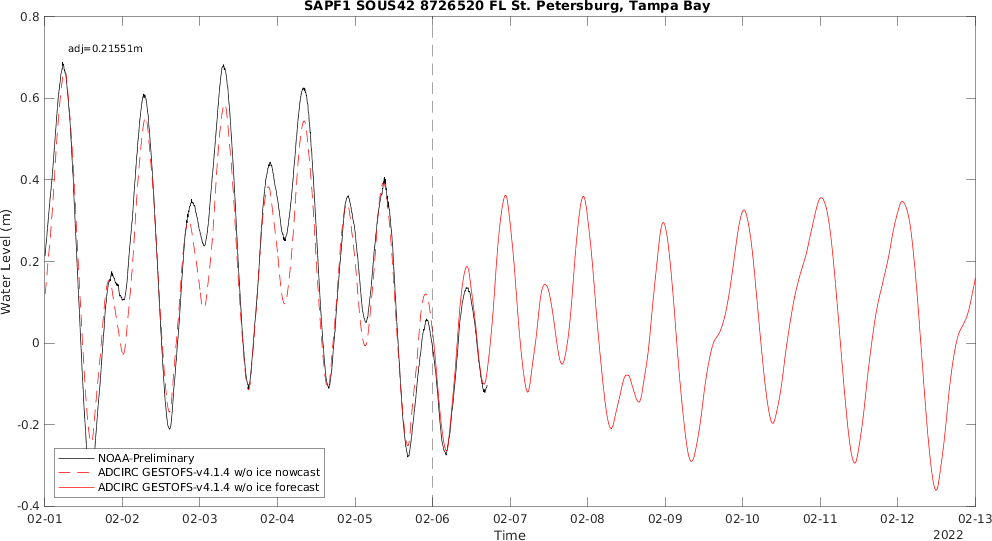 SAPF1 SOUS42 8726520 FL St. Petersburg, Tampa Bay
adj=0.21551m
0.8
0.6
0.4
0.2
0
-0.2
-0.4
Water Level (m)
NOAA-Preliminary
ADCIRC GESTOFS-v4.1.4 w/o ice nowcast
ADCIRC GESTOFS-v4.1.4 w/o ice forecast
02-01 02-02 02-03 02-04 02-05 02-06 02-07 02-08 02-09 02-10 02-11 02-12 02-13
Time
2022